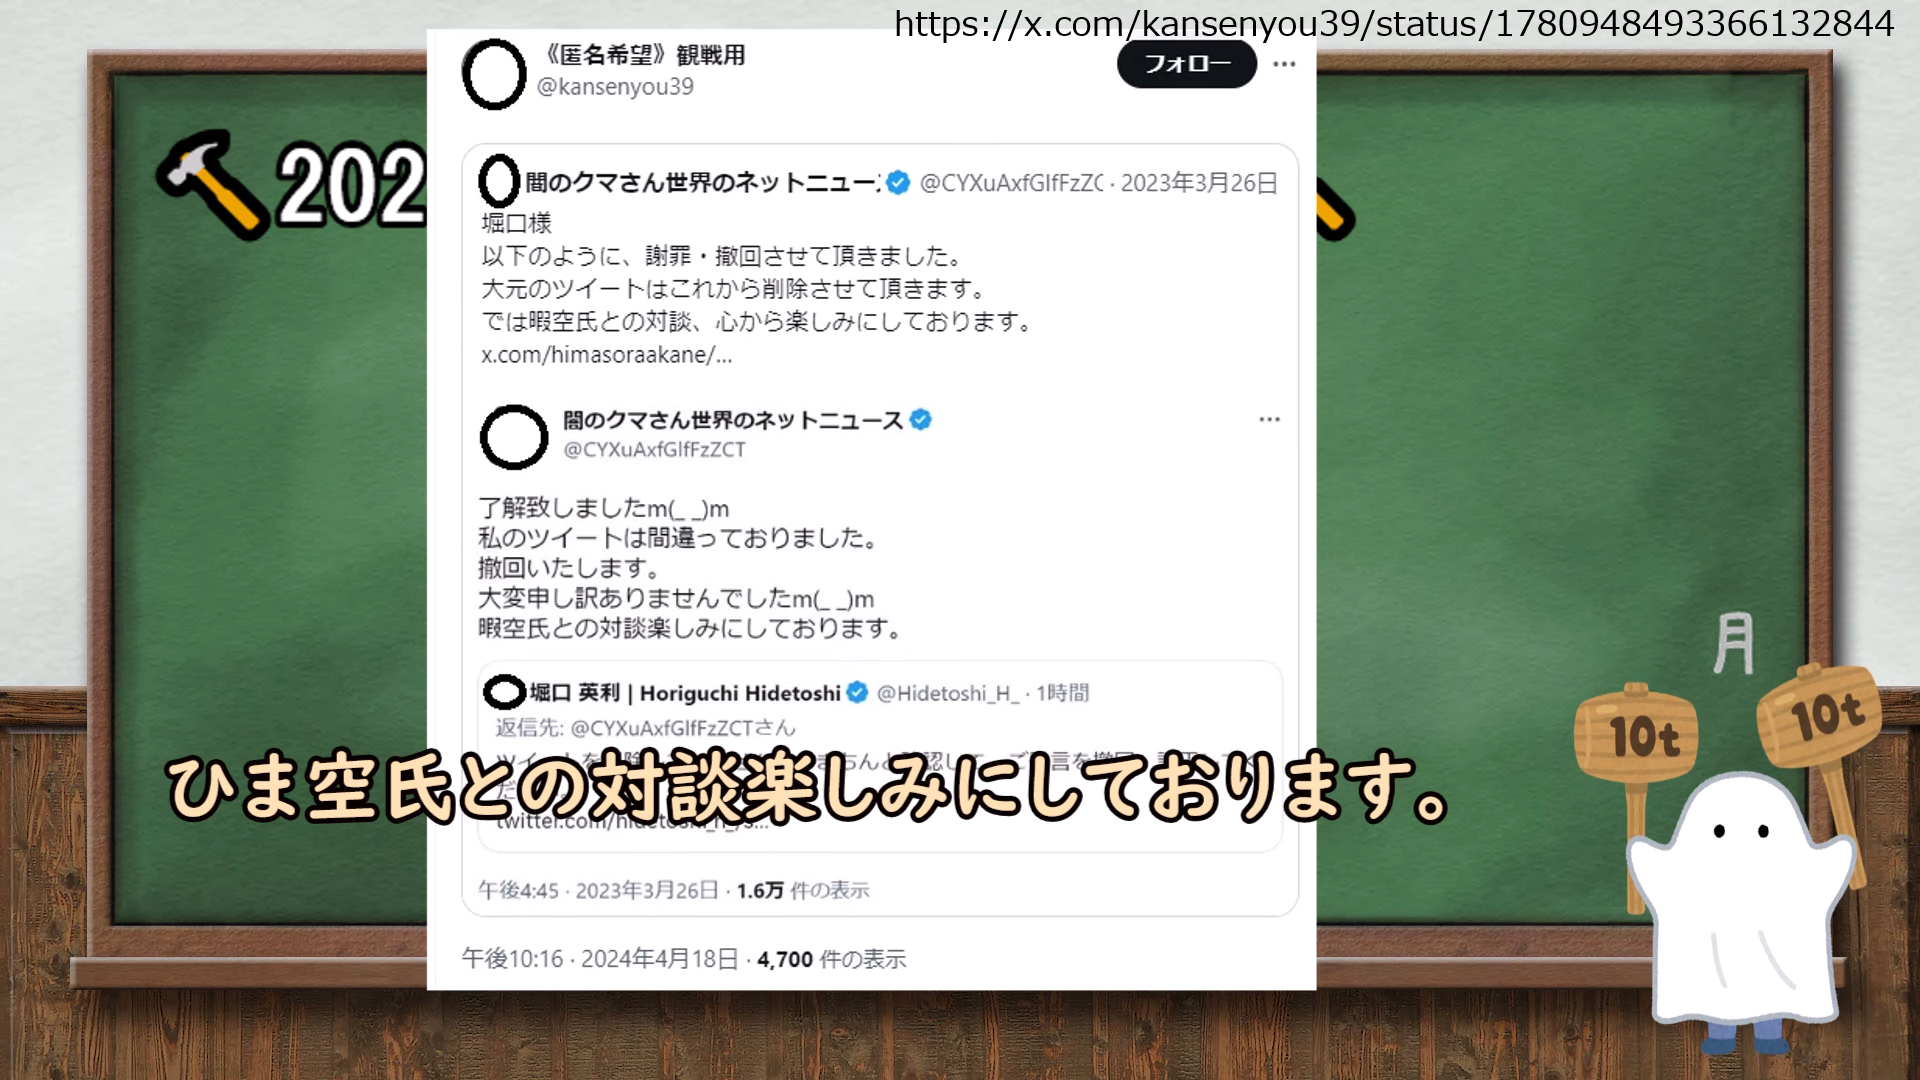 https://x.com/kansenyou39/status/1780948493366132844
《匿名希望》観戦用
@kansenyou39
フォロー
202
闇のクマさん世界のネットニュー @CYXuAxfGlfFzZC · 2023年3月26日
堀口様
以下のように、謝罪・撤回させて頂きました。
大元のツイートはこれから削除させて頂きます。
では暇空氏との対談、心から楽しみにしております。
x.com/himasoraakane/...
闇のクマさん世界のネットニュース
@CYXuAxfGlfFzZCT
了解致しましたm(_ _)m
私のツイートは間違っておりました。
撤回いたします。
大変申し訳ありませんでしたm(_ _)m
暇空氏との対談楽しみにしております。
堀口 英利 | Horiguchi Hidetoshi @Hidetoshi_H_ · 1時間
返信先: @CYXuAxfGlfFzZCTさん
ひま空氏との対談楽しみにしております。
twitter.com/hidetoshi_h_/s...
午後4:45 · 2023年3月26日 · 1.6万 件の表示
午後10:16 · 2024年4月18日 · 4,700 件の表示
月
10t
10t